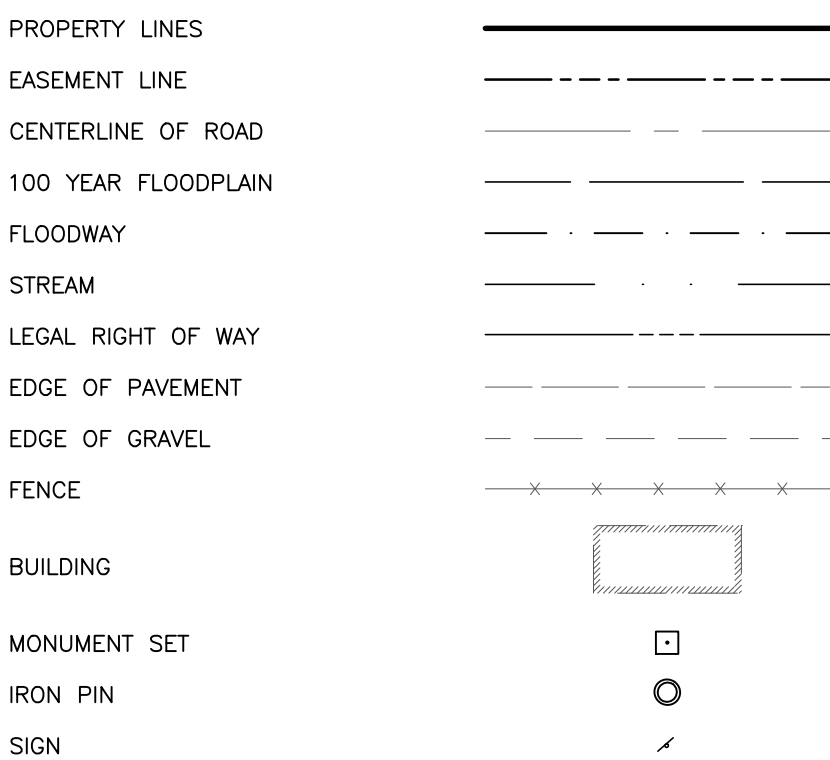 PROPERTY LINES
EASEMENT LINE
CENTERLINE OF ROAD
100 YEAR FLOODPLAIN
FLOODWAY
STREAM
LEGAL RIGHT OF WAY
EDGE OF PAVEMENT
EDGE OF GRAVEL
FENCE
BUILDING
MONUMENT SET
IRON PIN
SIGN